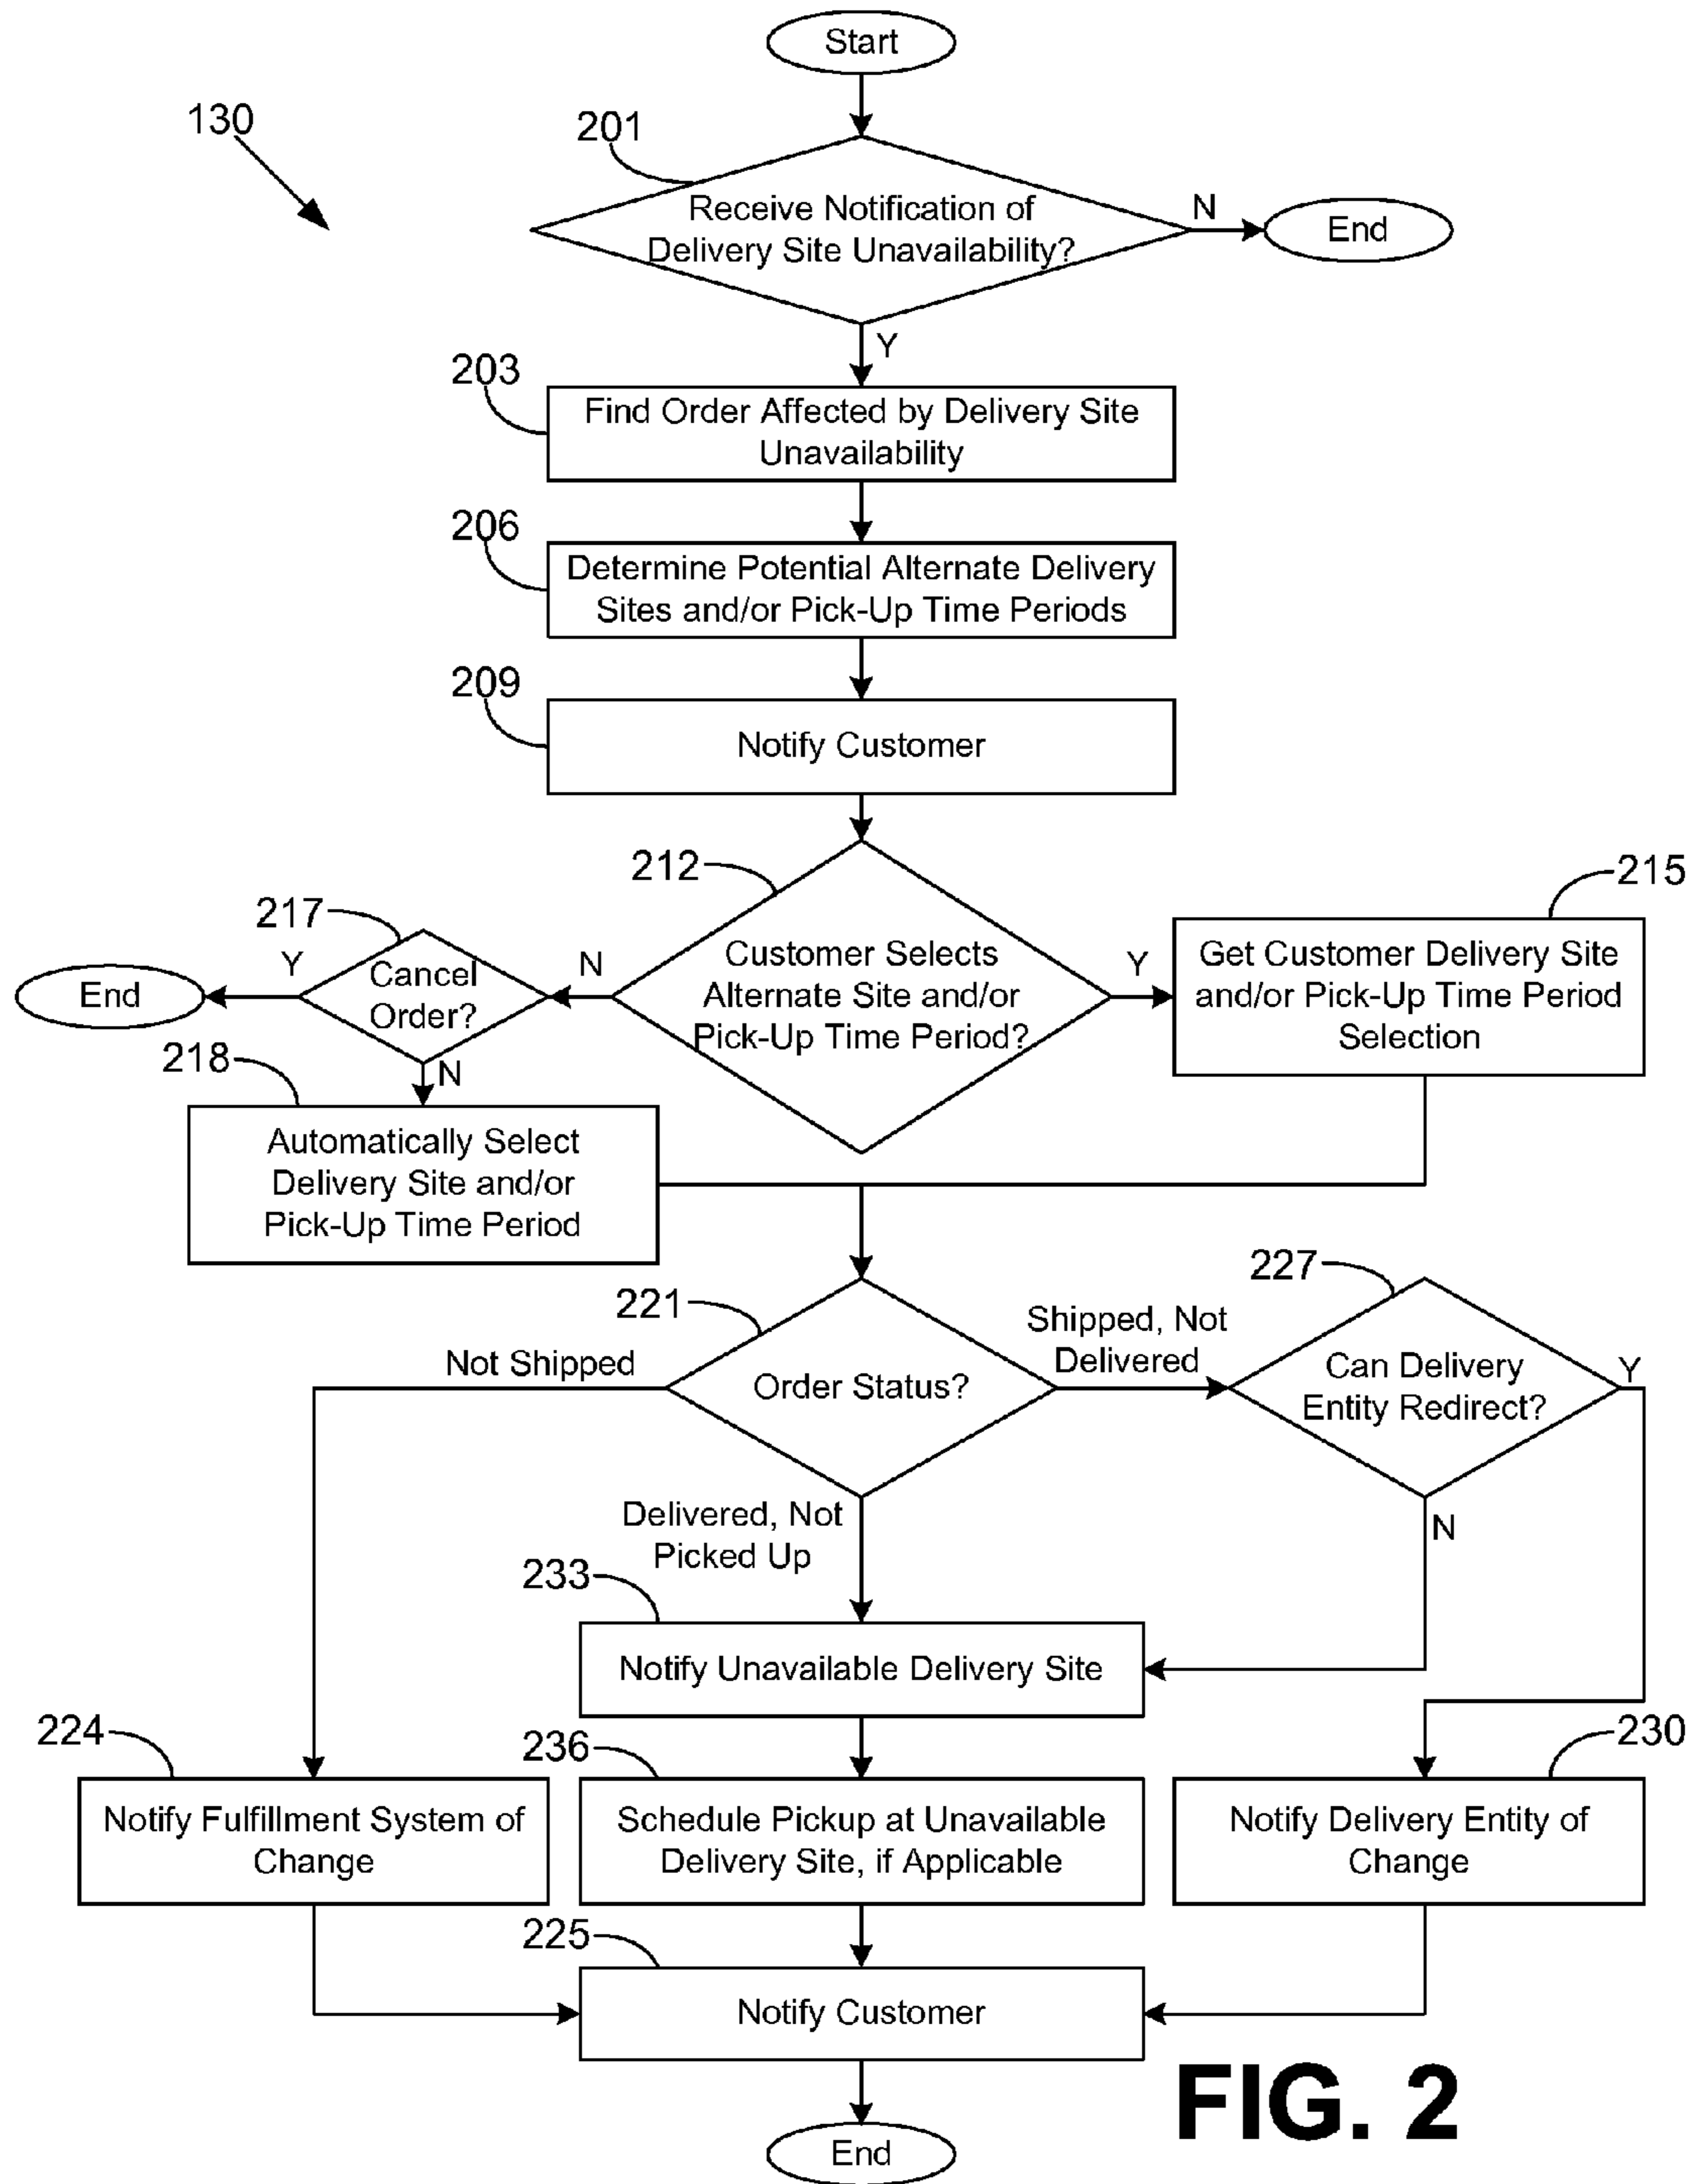 Start
130
201
Receive Notification of
Delivery Site Unavailability?
N
End
Y
203
Find Order Affected by Delivery Site
Unavailability
206
Determine Potential Alternate Delivery
Sites and/or Pick-Up Time Periods
209
Notify Customer
212
215
217
Customer Selects
Alternate Site and/or
Pick-Up Time Period?
N
Y
Get Customer Delivery Site
and/or Pick-Up Time Period
Selection
Cancel
Order?
Y
End
N
218
Automatically Select
Delivery Site and/or
Pick-Up Time Period
221
Order Status?
227
Shipped, Not
Delivered
Not Shipped
Can Delivery
Entity Redirect?
Y
N
Delivered, Not
Picked Up
233
Notify Unavailable Delivery Site
224
236
230
Notify Fulfillment System of
Change
Schedule Pickup at Unavailable
Delivery Site, if Applicable
Notify Delivery Entity of
Change
225
Notify Customer
End
FIG. 2